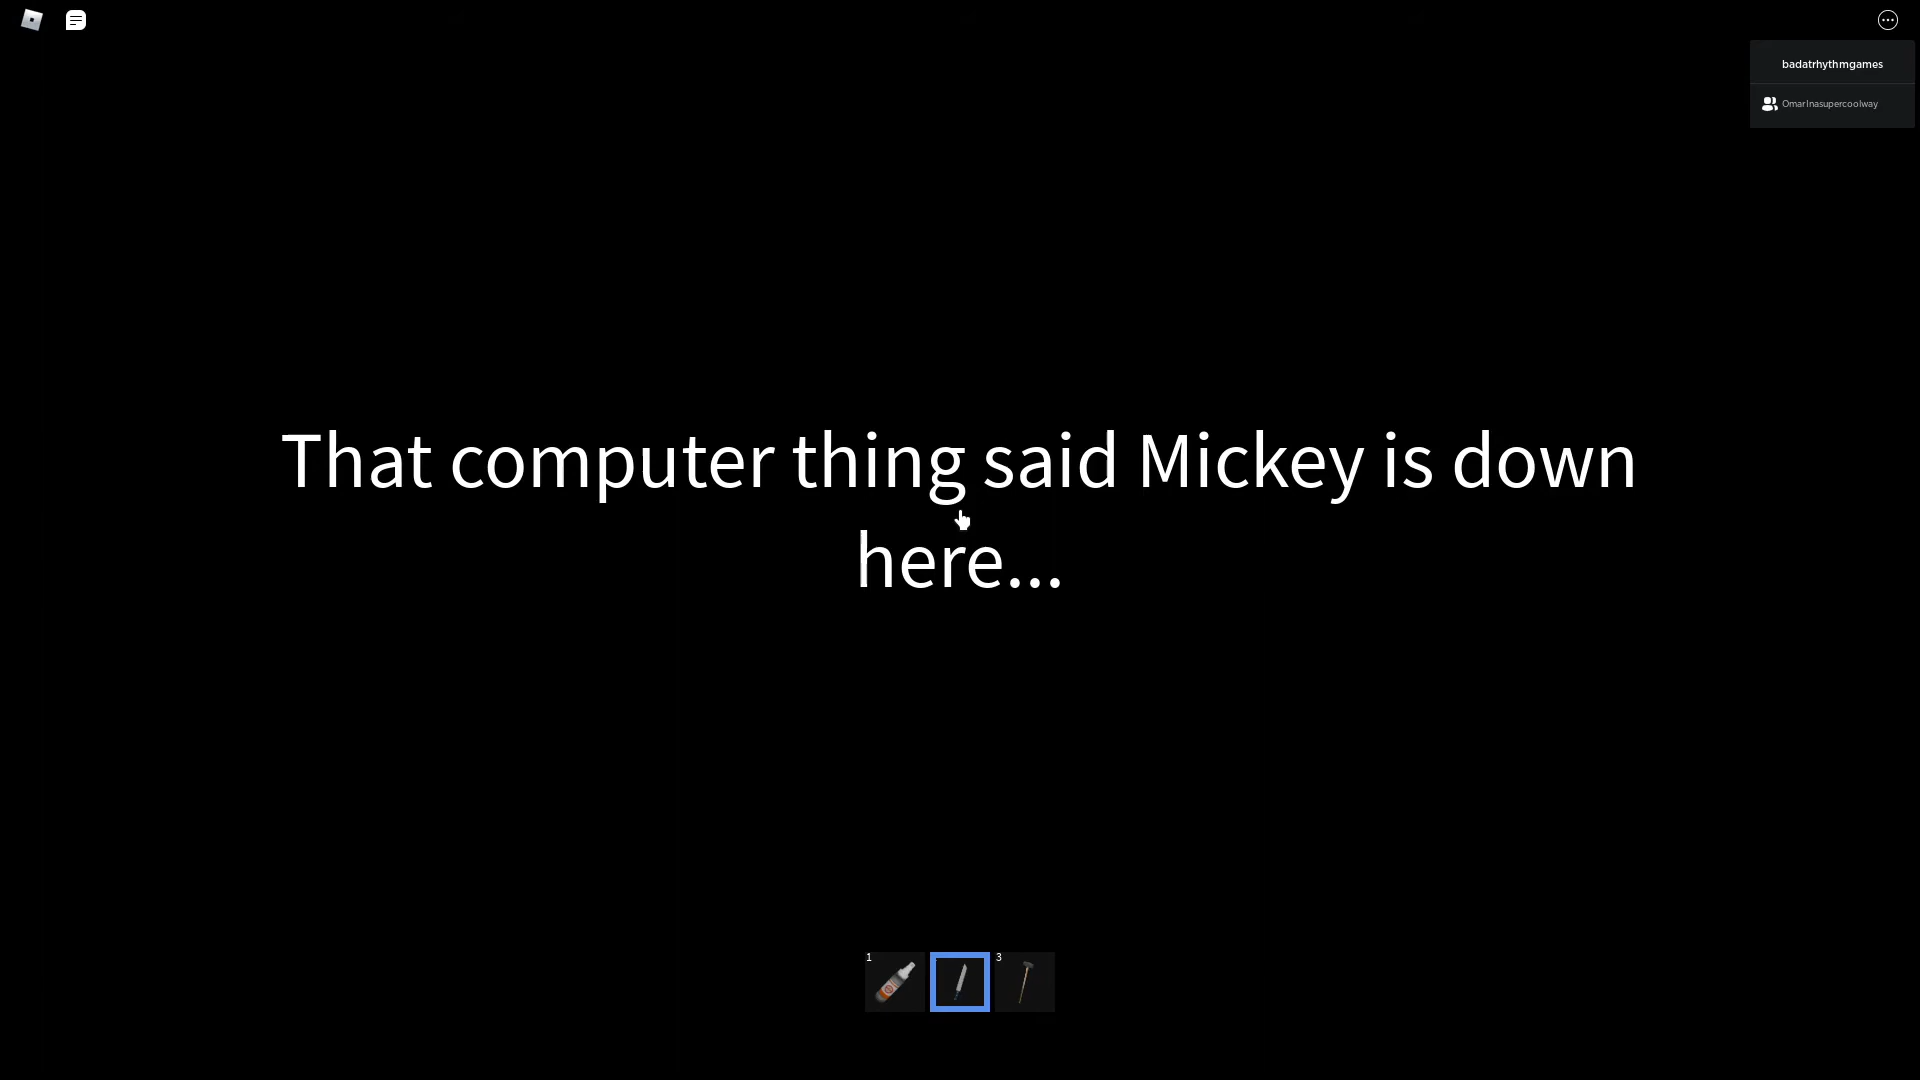 badatrhythmgames
OmarInasupercoolway
That computer thing said Mickey is down
here...
1
3